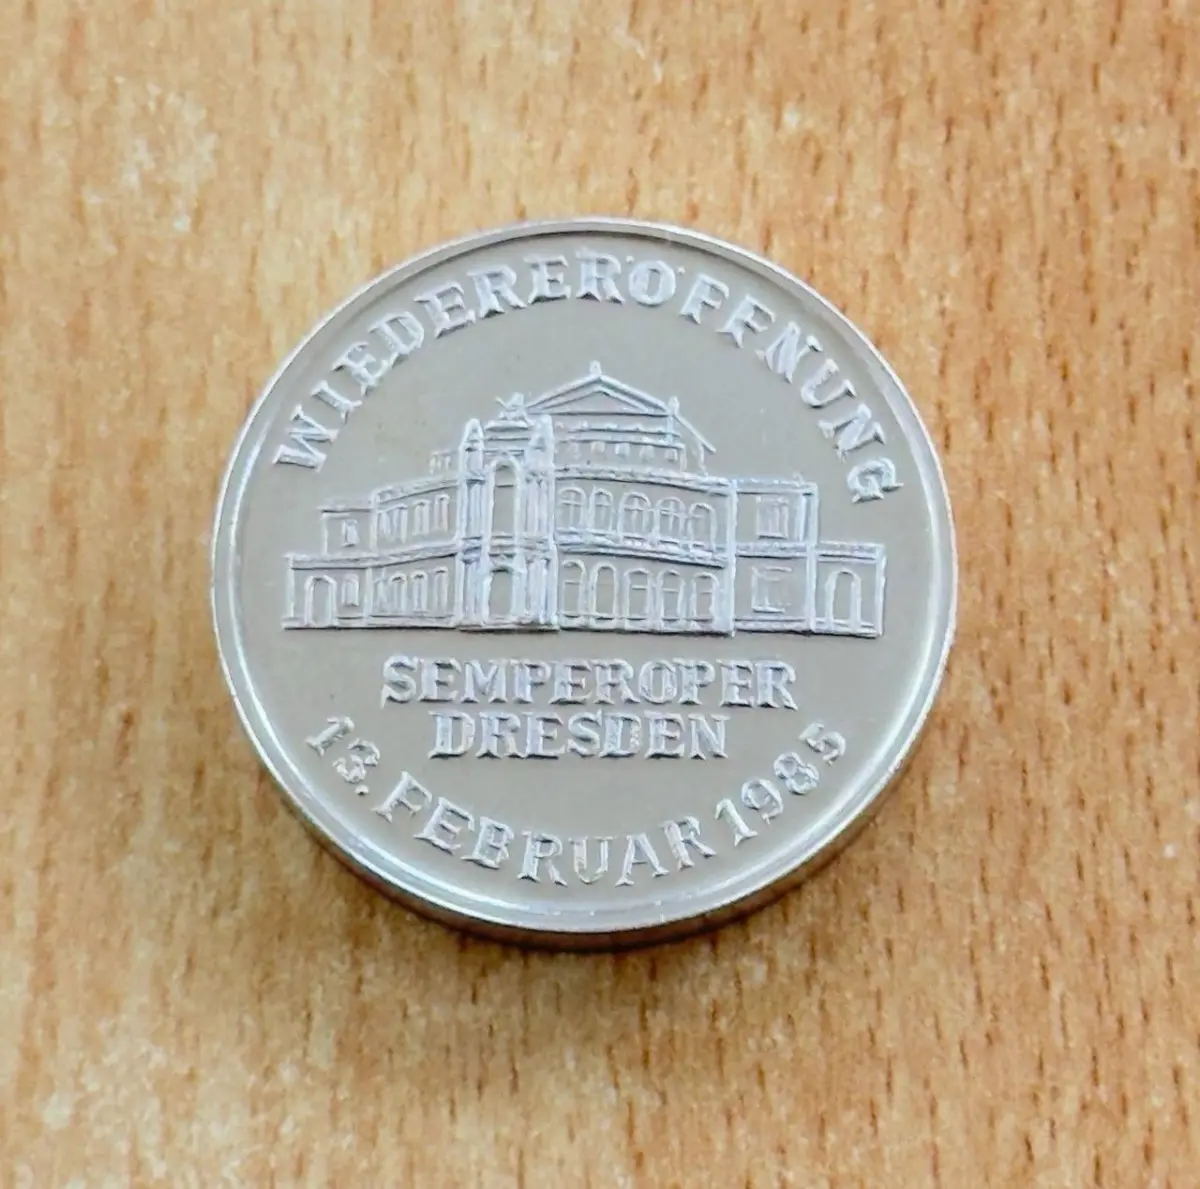 WIEDERERÖFFNUNG
SEMPEROPER
DRESDEN
13. FEBRUAR 1985